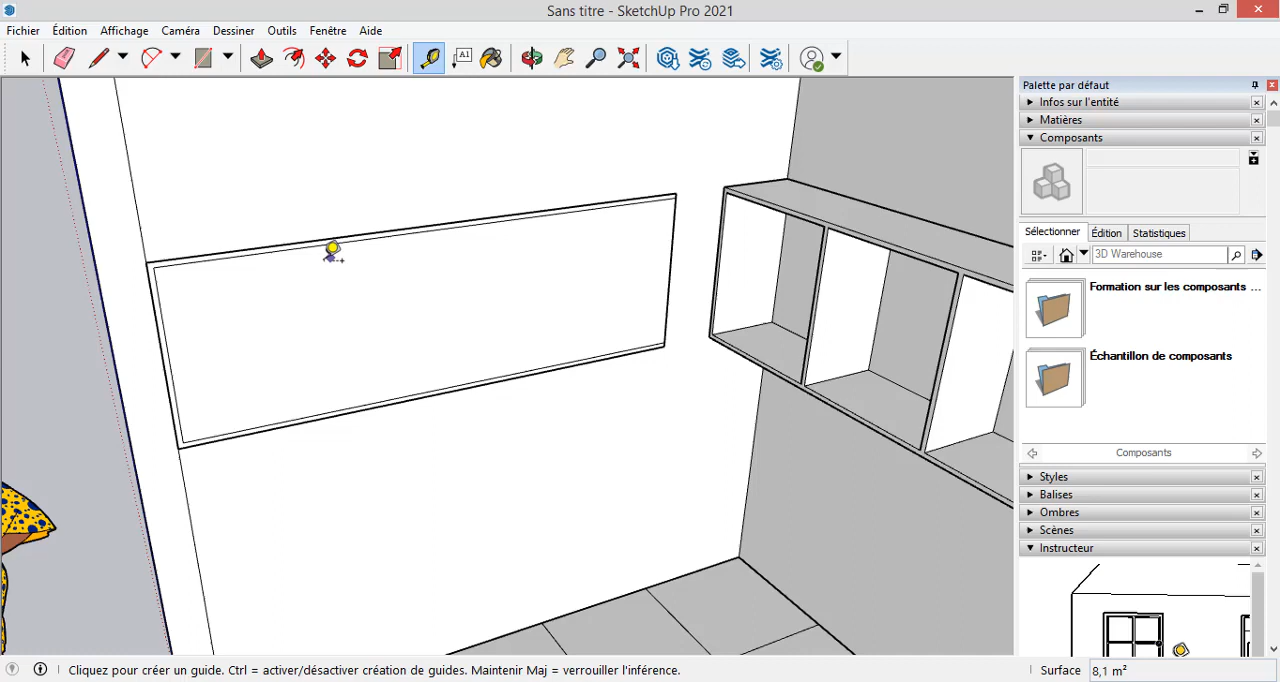 Sans titre - SketchUp Pro 2021
Fichier Édition Affichage Caméra Dessiner Outils Fenêtre Aide
A1
Palette par défaut
Infos sur l'entité
Matières
Composants
Sélectionner Édition Statistiques
3D Warehouse
Formation sur les composants ...
Échantillon de composants
Composants
Styles
Balises
Ombres
Scènes
Instructeur
Cliquez pour créer un guide. Ctrl = activer/désactiver création de guides. Maintenir Maj = verrouiller l'inférence.
Surface 8,1 m²